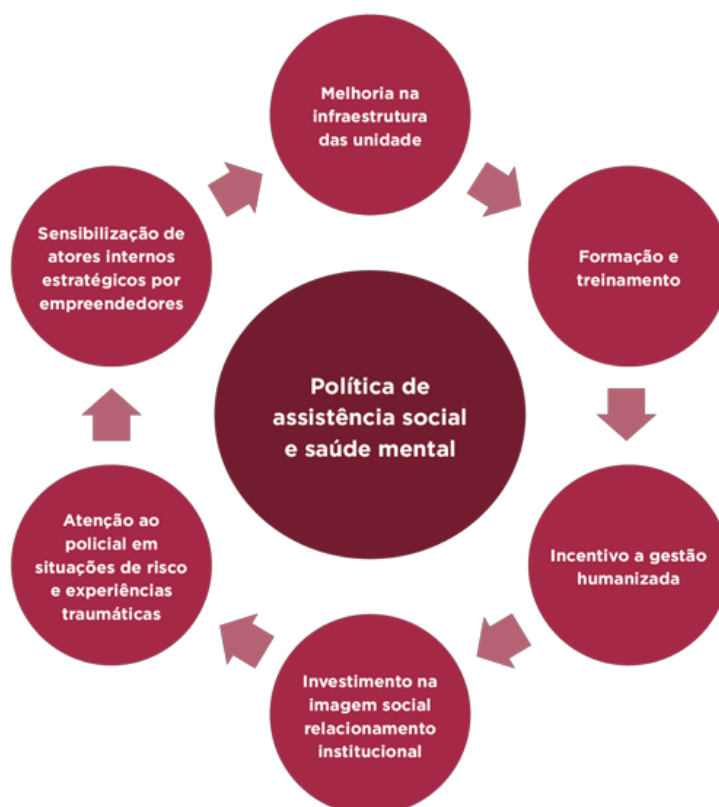 Melhoria na
infraestrutura
das unidade
Formação e
treinamento
Incentivo a gestão
humanizada
Investimento na
imagem social
relacionamento
institucional
Atenção ao
policial em
situações de risco
e experiências
traumáticas
Sensibilização de
atores internos
estratégicos por
empreendedores
Política de
assistência social
e saúde mental